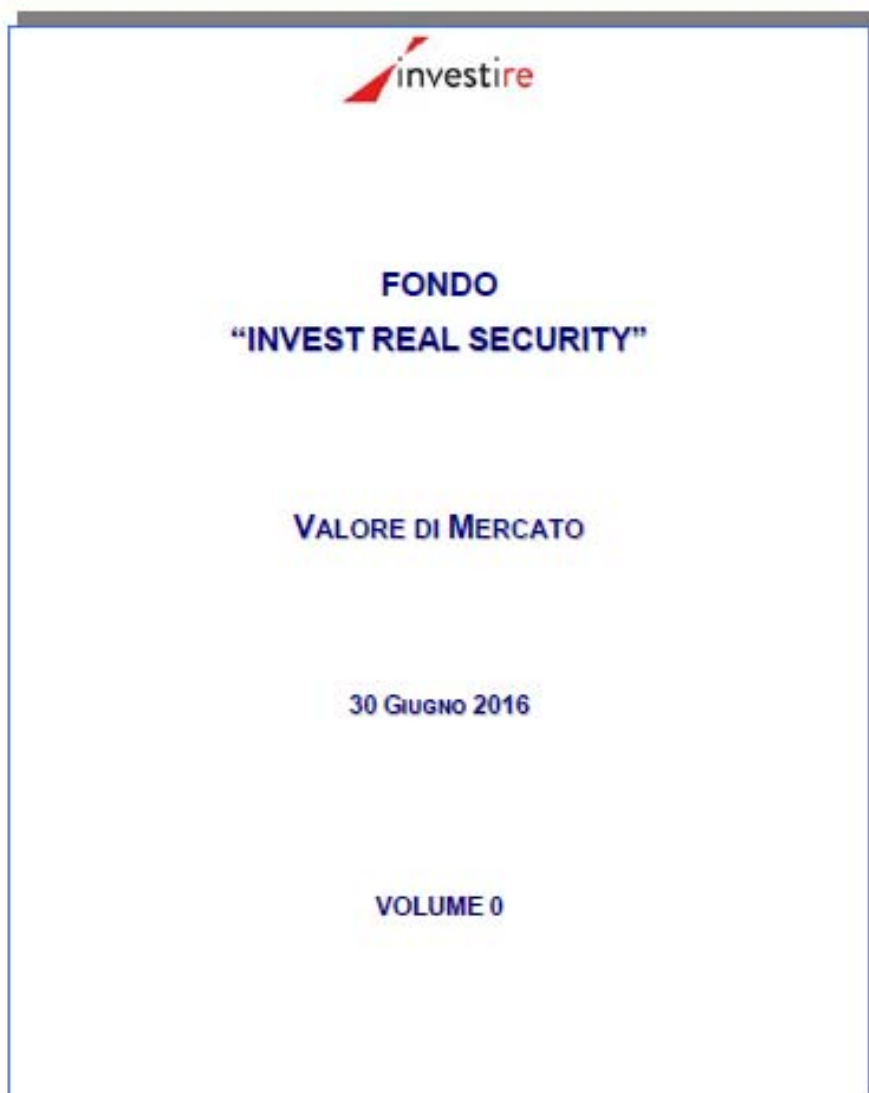 investire
FONDO
“INVEST REAL SECURITY”
VALORE DI MERCATO
30 GIUGNO 2016
VOLUME 0